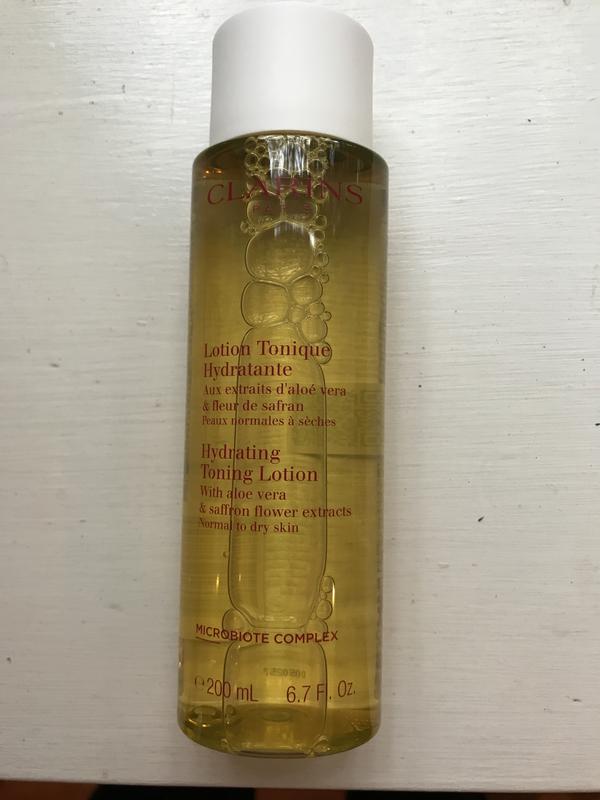 CLARINS
PARIS
Lotion Tonique
Hydratante
Aux extraits d'aloé vera
& fleur de safran
Peaux normales à sèches
Hydrating
Toning Lotion
With aloe vera
& saffron flower extracts
Normal to dry skin
MICROBIOTE COMPLEX
℮200 mL 6.7 Fl. Oz.